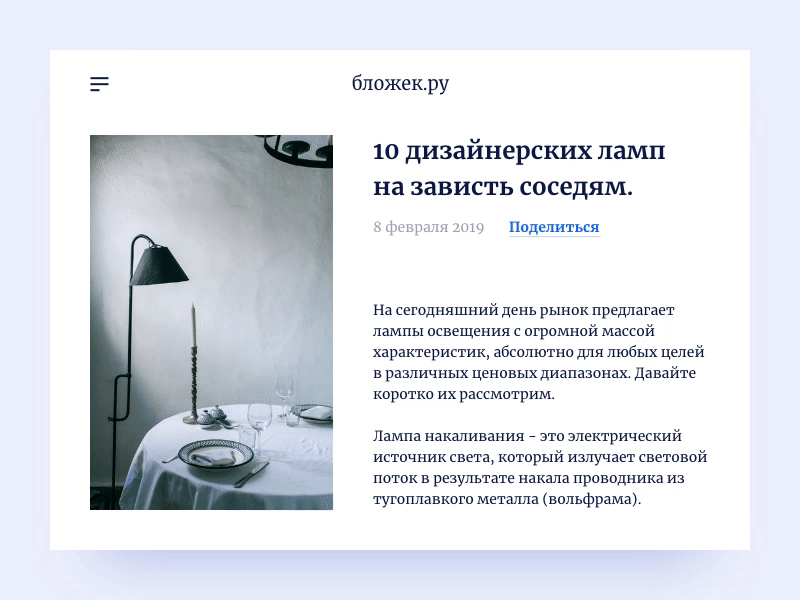 бложек.ру
10 дизайнерских ламп
на зависть соседям.
8 февраля 2019 Поделиться
На сегодняшний день рынок предлагает
лампы освещения с огромной массой
характеристик, абсолютно для любых целей
в различных ценовых диапазонах. Давайте
коротко их рассмотрим.
Лампа накаливания - это электрический
источник света, который излучает световой
поток в результате накала проводника из
тугоплавкого металла (вольфрама).